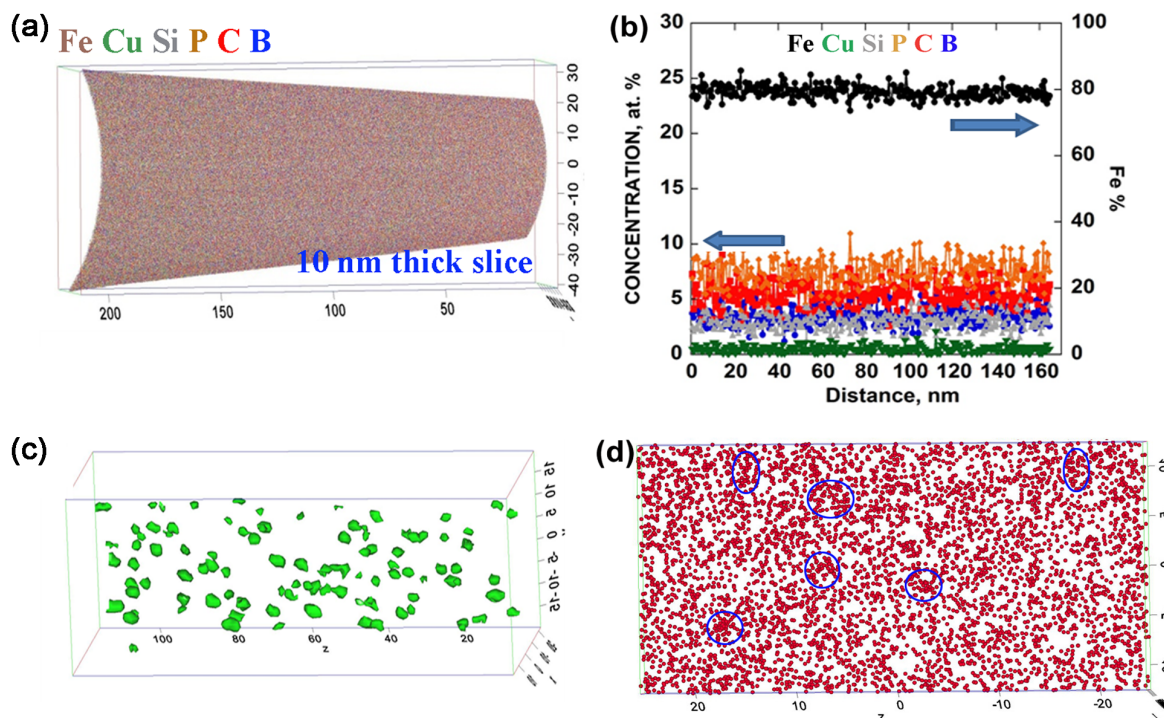 (a)
Fe Cu Si P C B
30
20
10
0
-10
-20
-30
-40
10 nm thick slice
200
150
100
50
(b)
Fe Cu Si P C B
CONCENTRATION, at. %
30
25
20
15
10
5
0
100
80
60
40
20
0
Fe %
0 20 40 60 80 100 120 140 160
Distance, nm
(c)
15
10
5
0
-5
-10
-15
100 80 60 40 20
z
(d)
20 10 0 -10 -20
z